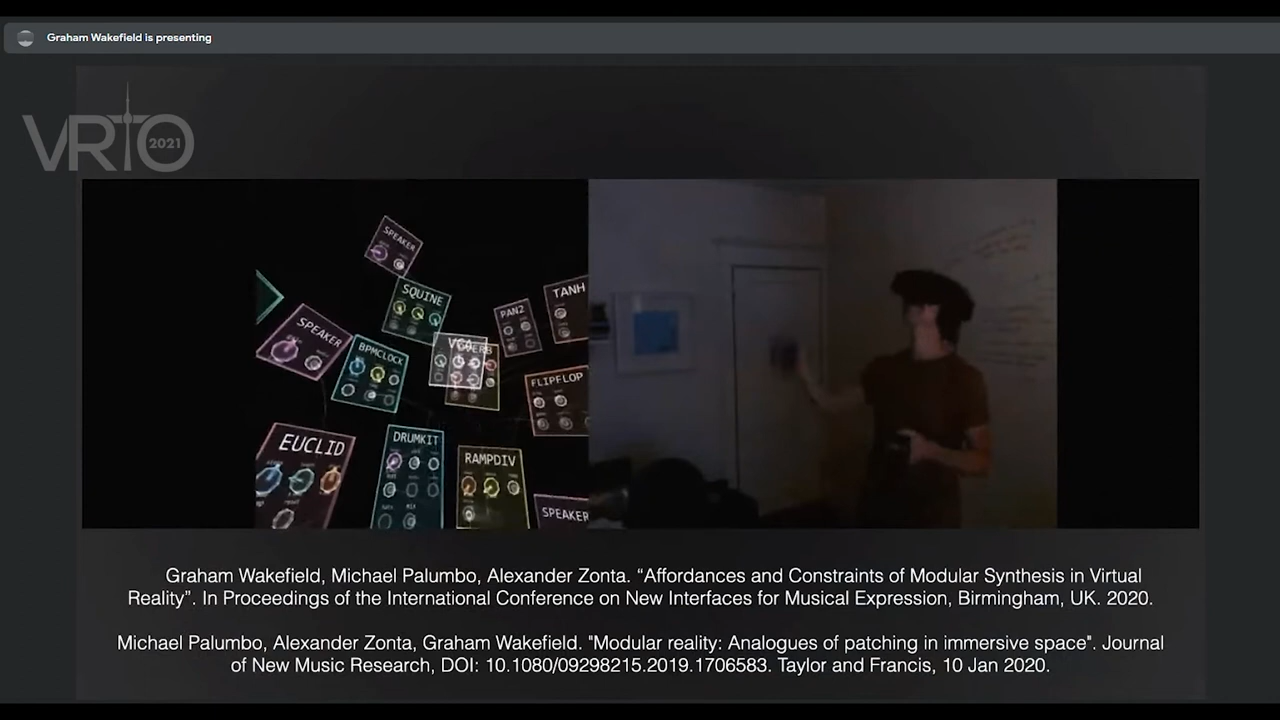 Graham Wakefield is presenting
VRTO
2021
SPEAKER
SQUINE
PAN2
TANH
SPEAKER
BPMCLOCK
VCA
FLIPFLOP
EUCLID
DRUMKIT
RAMPDIV
SPEAKER
Graham Wakefield, Michael Palumbo, Alexander Zonta. “Affordances and Constraints of Modular Synthesis in Virtual
Reality”. In Proceedings of the International Conference on New Interfaces for Musical Expression, Birmingham, UK. 2020.
Michael Palumbo, Alexander Zonta, Graham Wakefield. "Modular reality: Analogues of patching in immersive space". Journal
of New Music Research, DOI: 10.1080/09298215.2019.1706583. Taylor and Francis, 10 Jan 2020.